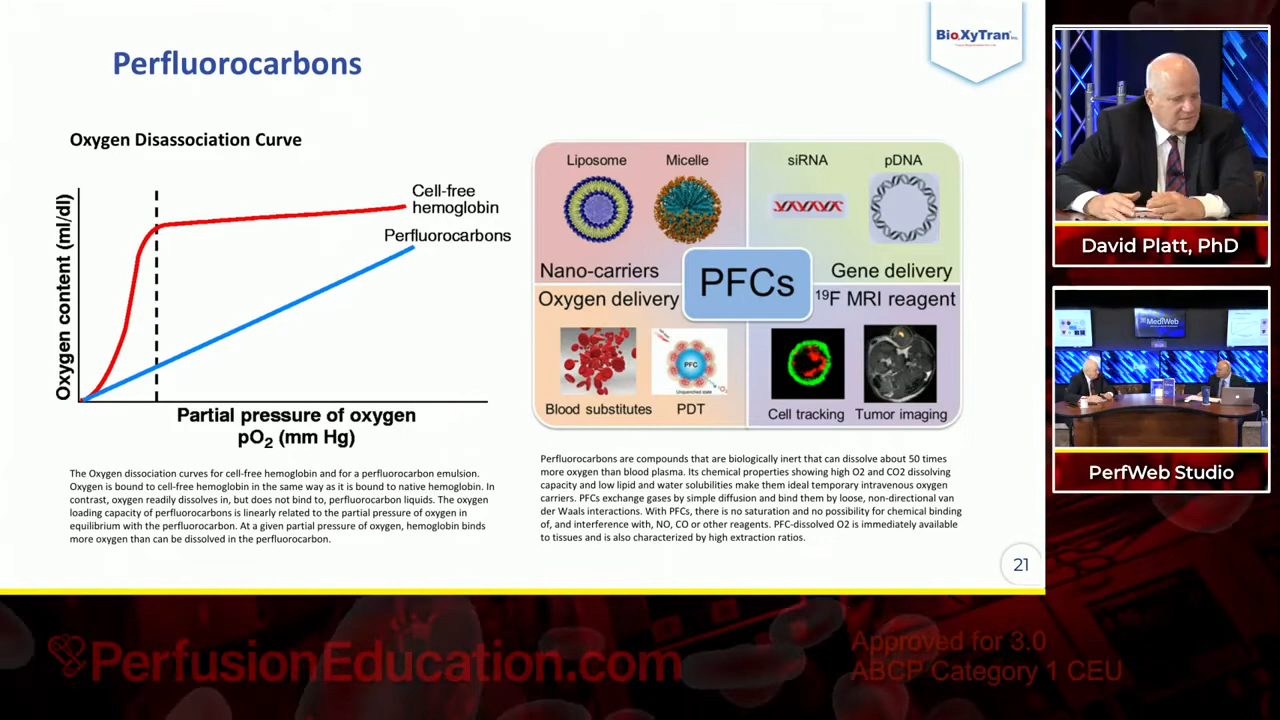 Perfluorocarbons
BioXyTran Inc
Oxygen Disassociation Curve
Oxygen content (ml/dl)
Cell-free
hemoglobin
Perfluorocarbons
Partial pressure of oxygen
pO2 (mm Hg)
Liposome
Micelle
siRNA
pDNA
Nano-carriers
Gene delivery
PFCs
Oxygen delivery
19F MRI reagent
PFC
Unquenched state
Blood substitutes
PDT
Cell tracking
Tumor imaging
The Oxygen dissociation curves for cell-free hemoglobin and for a perfluorocarbon emulsion.
Oxygen is bound to cell-free hemoglobin in the same way as it is bound to native hemoglobin. In
contrast, oxygen readily dissolves in, but does not bind to, perfluorocarbon liquids. The oxygen
loading capacity of perfluorocarbons is linearly related to the partial pressure of oxygen in
equilibrium with the perfluorocarbon. At a given partial pressure of oxygen, hemoglobin binds
more oxygen than can be dissolved in the perfluorocarbon.
Perfluorocarbons are compounds that are biologically inert that can dissolve about 50 times
more oxygen than blood plasma. Its chemical properties showing high O2 and CO2 dissolving
capacity and low lipid and water solubilities make them ideal temporary intravenous oxygen
carriers. PFCs exchange gases by simple diffusion and bind them by loose, non-directional van
der Waals interactions. With PFCs, there is no saturation and no possibility for chemical binding
of, and interference with, NO, CO or other reagents. PFC-dissolved O2 is immediately available
to tissues and is also characterized by high extraction ratios.
21
David Platt, PhD
MediWeb
PerfWeb Studio
PerfusionEducation.com
Approved for 3.0
ABCP Category 1 CEU